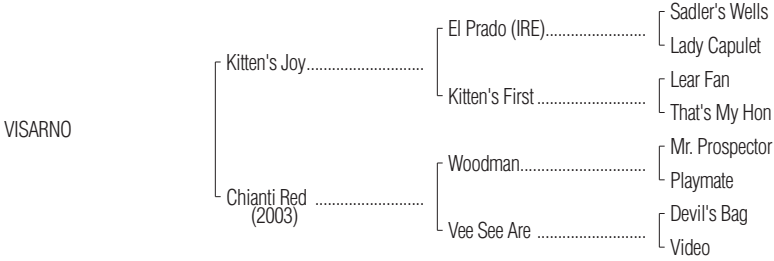 Sadler's Wells
El Prado (IRE)........................
Lady Capulet
Kitten's Joy............................
Lear Fan
Kitten's First ..........................
That's My Hon
VISARNO
Mr. Prospector
Woodman..............................
Playmate
Chianti Red ..........................
(2003)
Devil's Bag
Vee See Are ..........................
Video